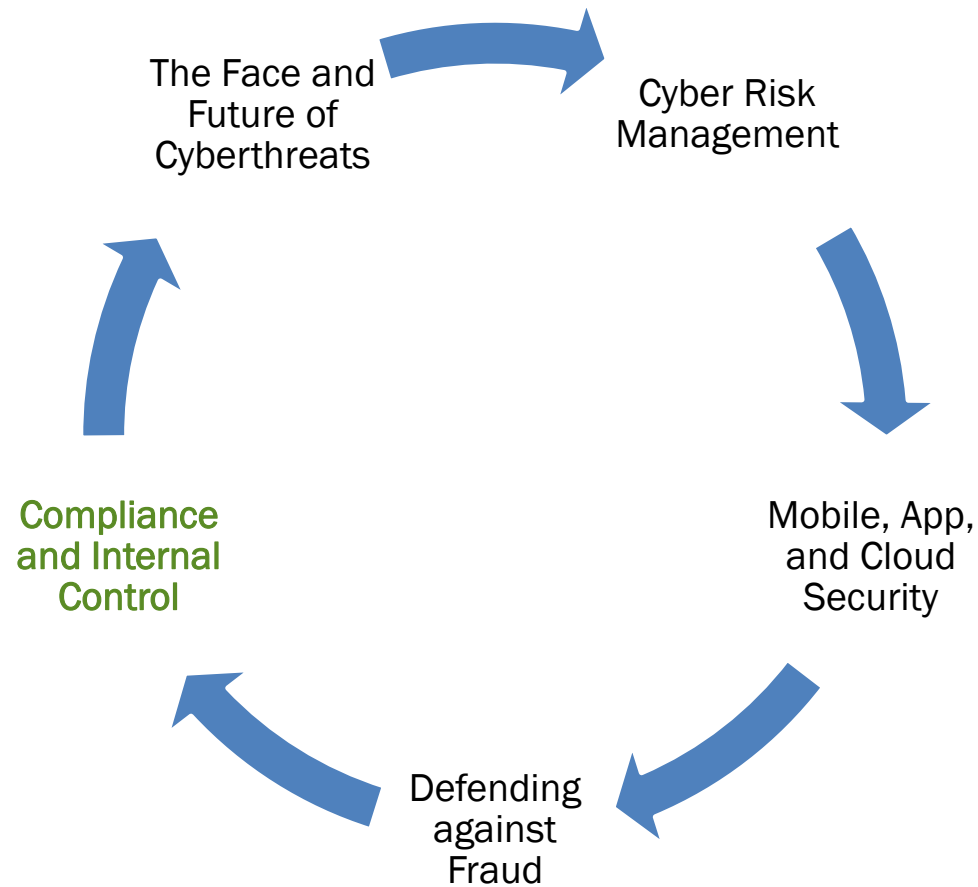 The Face and
Future of
Cyberthreats
Cyber Risk
Management
Mobile, App,
and Cloud
Security
Defending
against
Fraud
Compliance
and Internal
Control